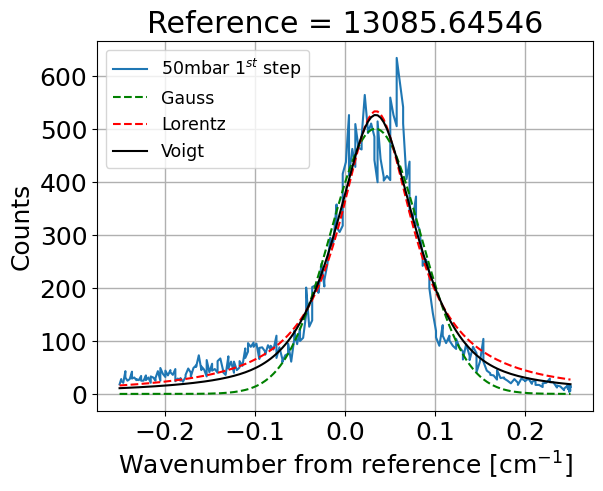 Reference = 13085.64546
50mbar 1st step
Gauss
Lorentz
Voigt
Counts
600
500
400
300
200
100
0
−0.2 −0.1 0.0 0.1 0.2
Wavenumber from reference [cm⁻¹]